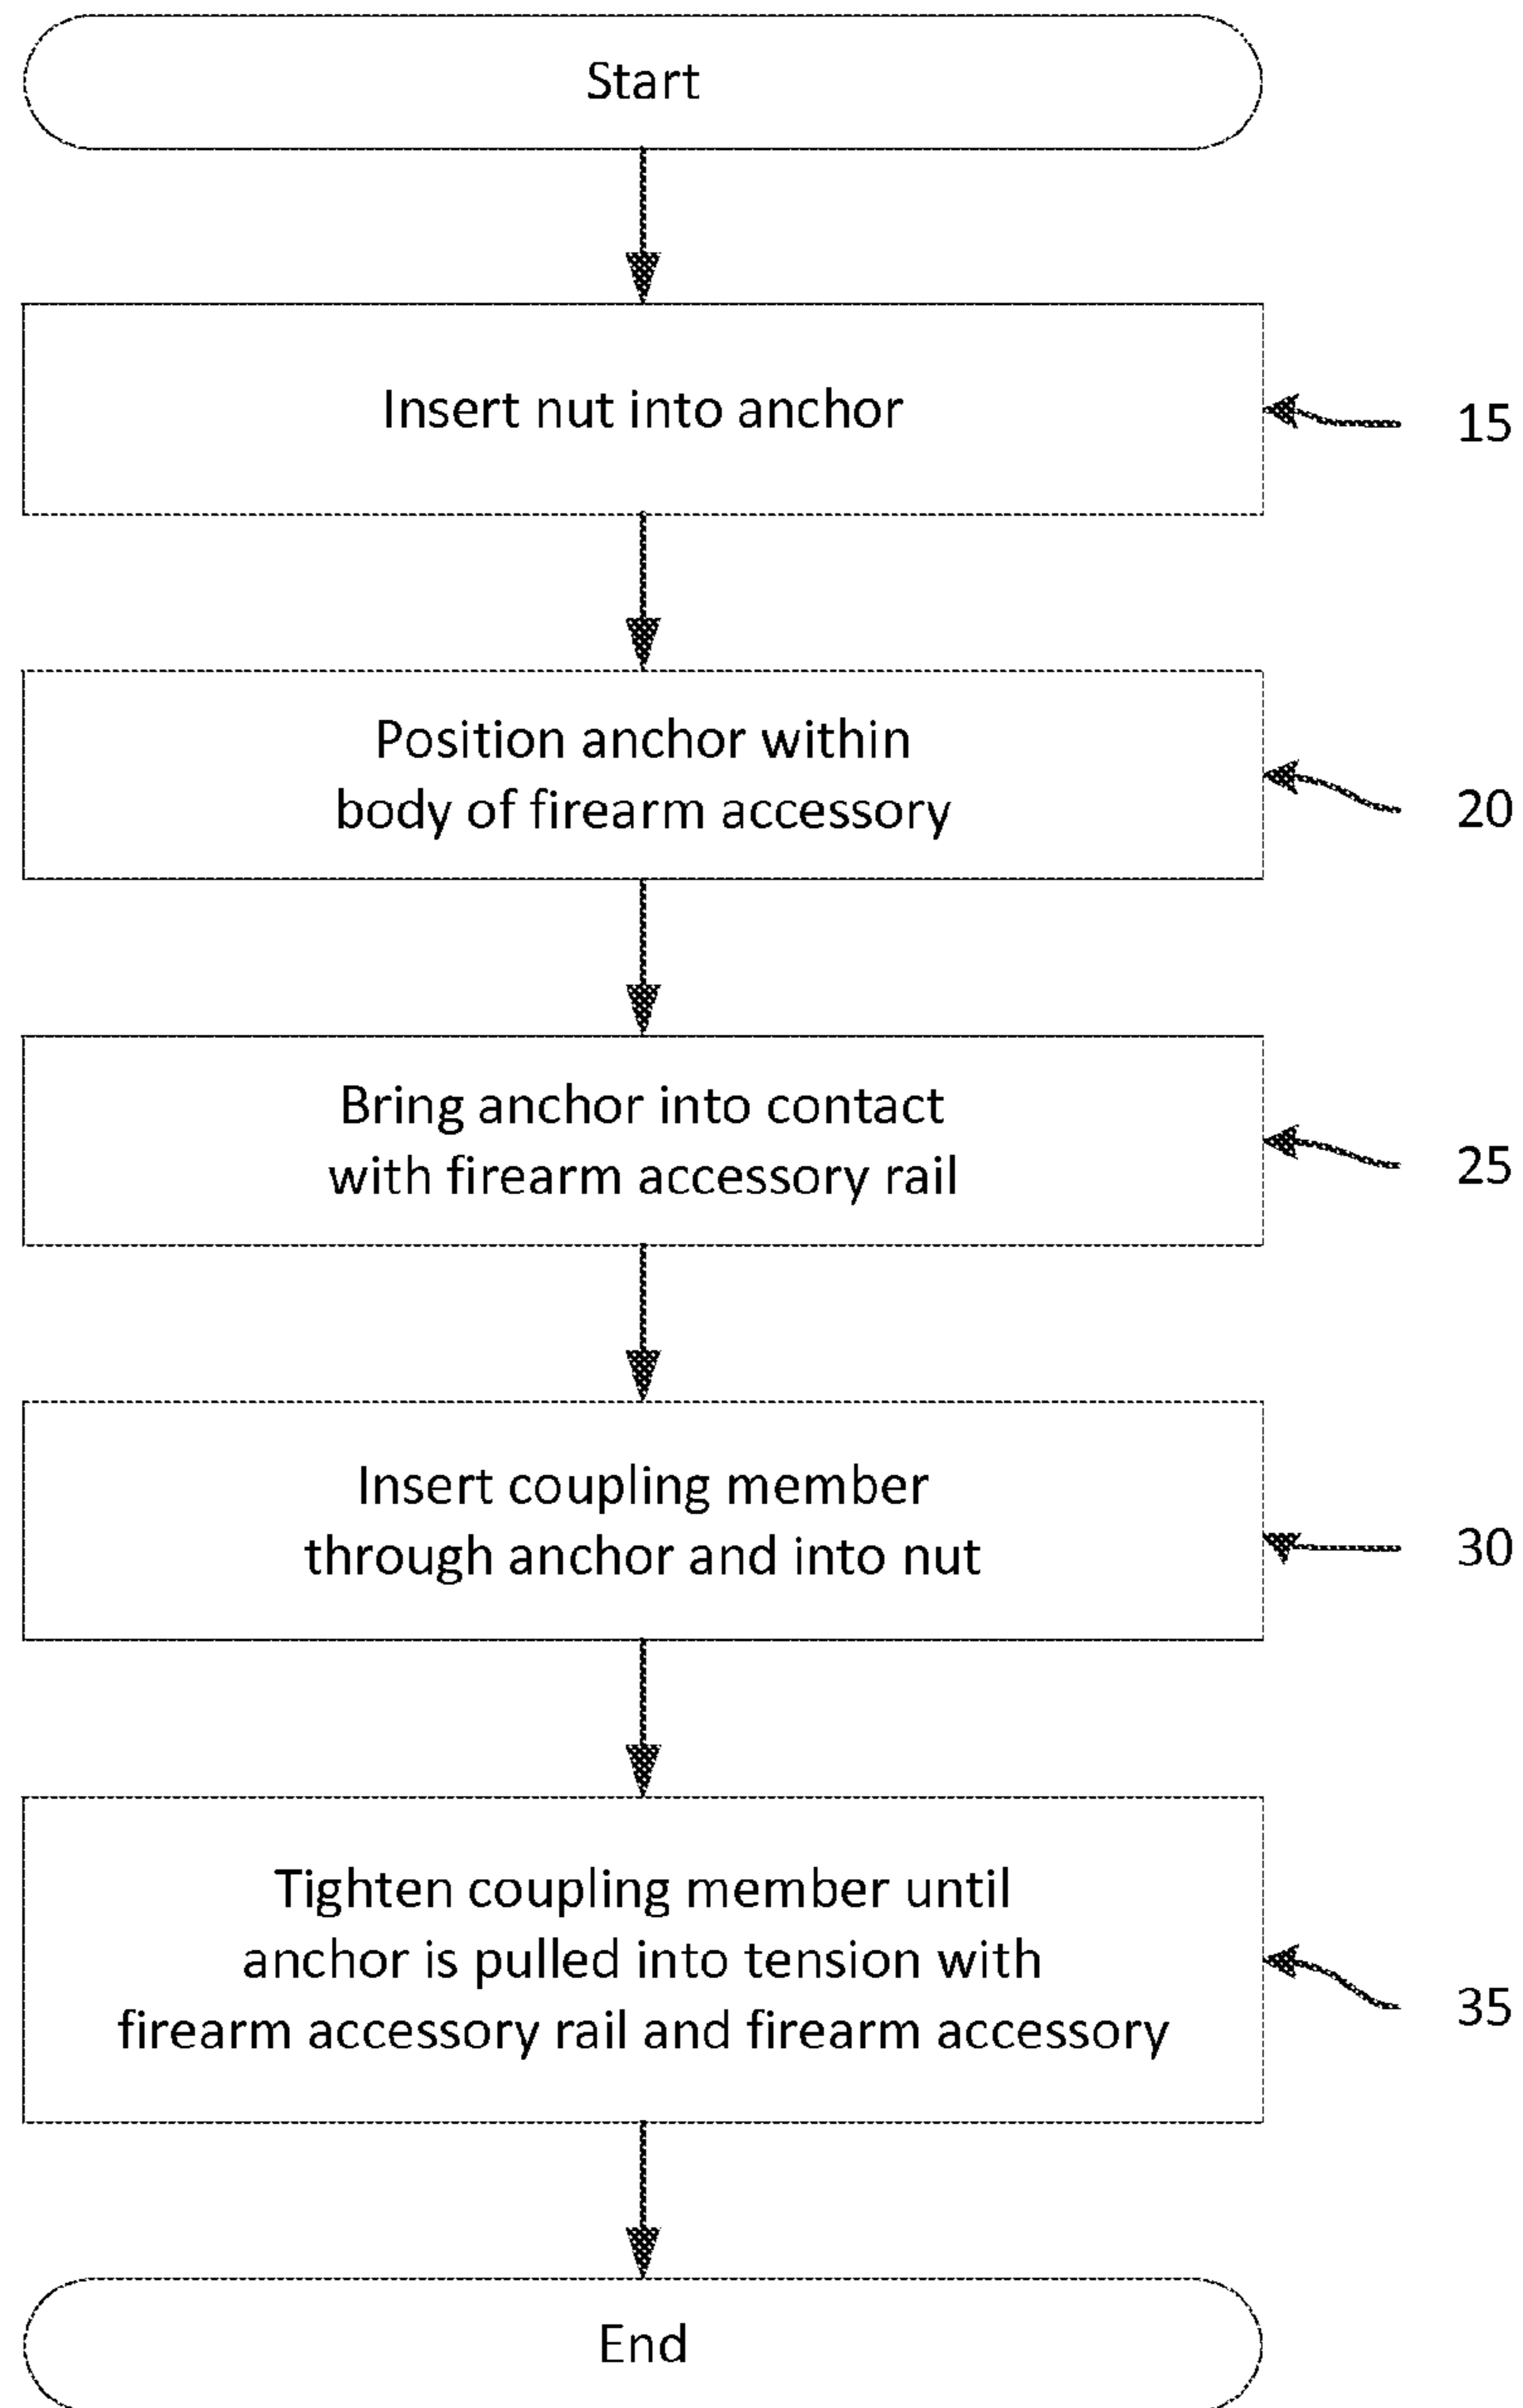 Start
Insert nut into anchor
15
Position anchor within
body of firearm accessory
20
Bring anchor into contact
with firearm accessory rail
25
Insert coupling member
through anchor and into nut
30
Tighten coupling member until
anchor is pulled into tension with
firearm accessory rail and firearm accessory
35
End